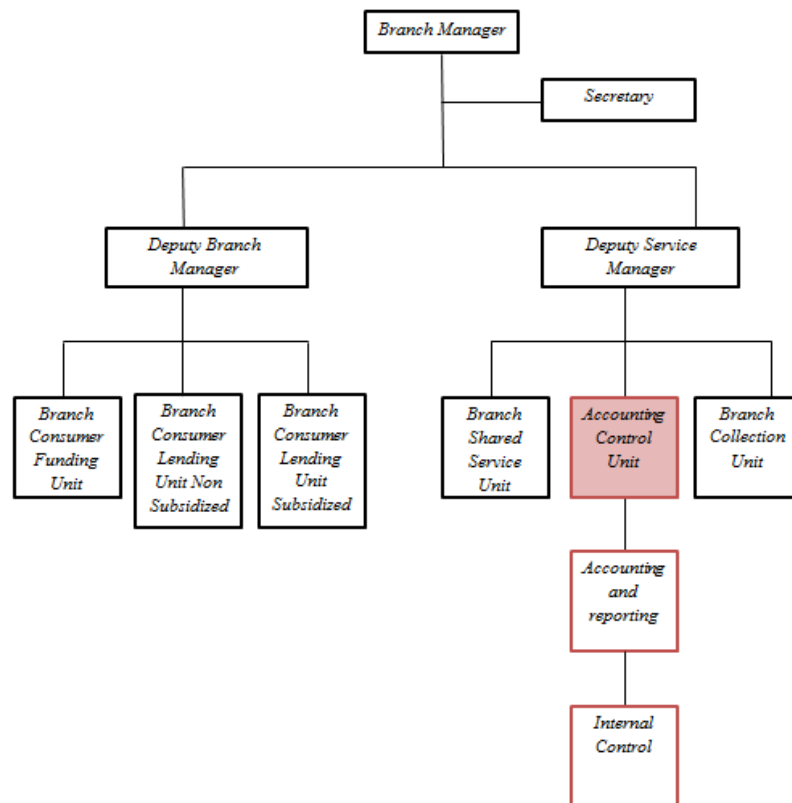 Branch Manager
Secretary
Deputy Branch
Manager
Deputy Service
Manager
Branch
Consumer
Funding
Unit
Branch
Consumer
Lending
Unit Non
Subsidized
Branch
Consumer
Lending
Unit
Subsidized
Branch
Shared
Service
Unit
Accounting
Control
Unit
Branch
Collection
Unit
Accounting
and
reporting
Internal
Control